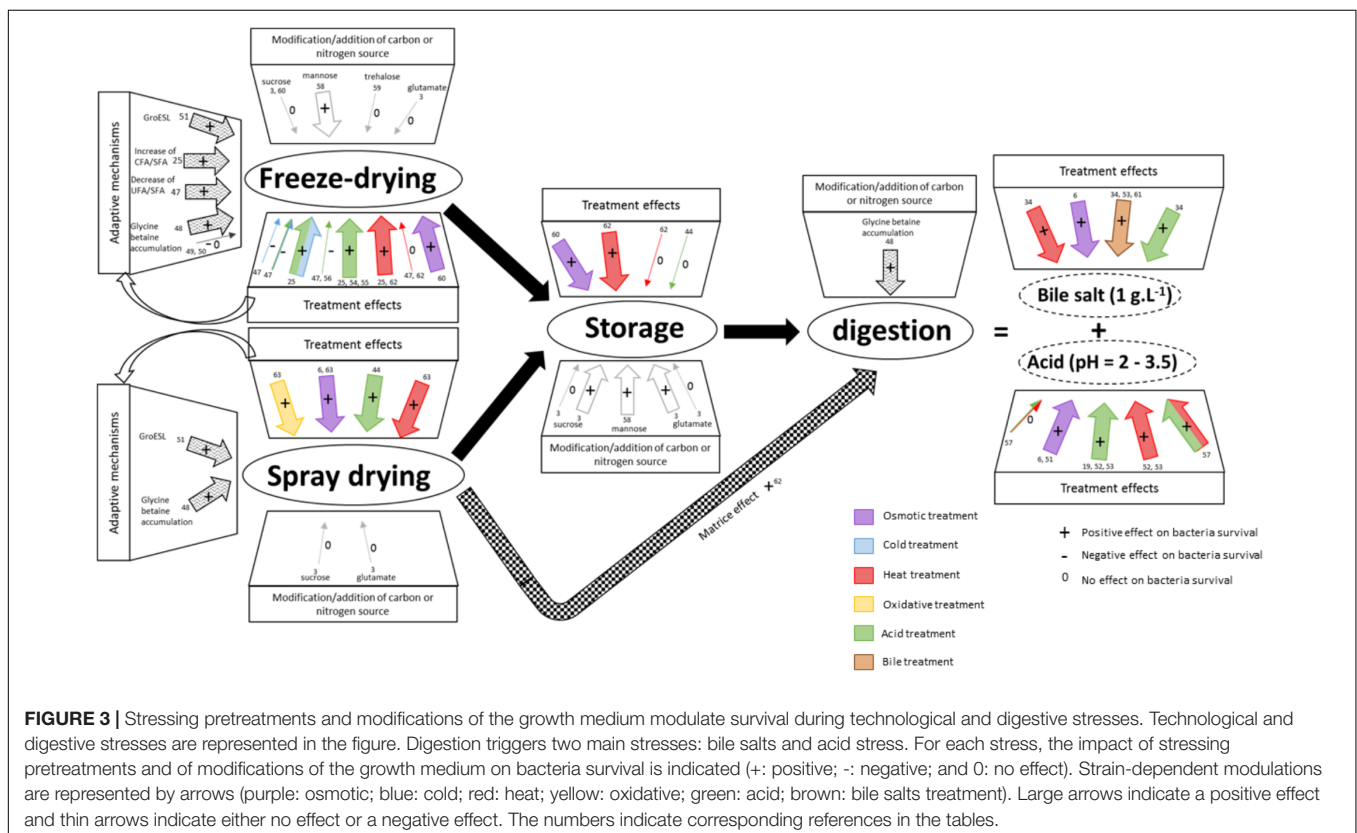 Modification/addition of carbon or
nitrogen source
sucrose
3, 60
mannose
58
trehalose
59
glutamate
3
0
+
0
0
Adaptive mechanisms
GroESL
51
+
Increase of
CFA/SFA
25
+
Decrease of
UFA/SFA
47
+
Glycine
betaine
accumulation
48
+
- 0
49, 50
Freeze-drying
- - + - + + 0 +
47 47 25 47, 56 25, 54, 55 25, 62 47, 62 60
Treatment effects
Treatment effects
63 6, 63 44 63
+ + + +
Spray drying
Adaptive mechanisms
GroESL
51
+
Glycine
betaine
accumulation
48
+
0 0
3 3
sucrose glutamate
Modification/addition of carbon or
nitrogen source
Treatment effects
60 62 62 44
+ + 0 0
Storage
0 + + + 0
3 3 58 3 3
sucrose mannose glutamate
Modification/addition of carbon or
nitrogen source
Matrice effect + 62
Modification/addition of carbon
or nitrogen source
Glycine betaine
accumulation
48
+
digestion
=
Treatment effects
34 6 34, 53, 61 34
+ + + +
Bile salt (1 g.L-1)
+
Acid (pH = 2 - 3.5)
0 + + + +
57 6, 51 19, 52, 53 52, 53 57
Treatment effects
Osmotic treatment
Cold treatment
Heat treatment
Oxidative treatment
Acid treatment
Bile treatment
+ Positive effect on bacteria survival
- Negative effect on bacteria survival
0 No effect on bacteria survival
FIGURE 3 | Stressing pretreatments and modifications of the growth medium modulate survival during technological and digestive stresses. Technological and
digestive stresses are represented in the figure. Digestion triggers two main stresses: bile salts and acid stress. For each stress, the impact of stressing
pretreatments and of modifications of the growth medium on bacteria survival is indicated (+: positive; -: negative; and 0: no effect). Strain-dependent modulations
are represented by arrows (purple: osmotic; blue: cold; red: heat; yellow: oxidative; green: acid; brown: bile salts treatment). Large arrows indicate a positive effect
and thin arrows indicate either no effect or a negative effect. The numbers indicate corresponding references in the tables.